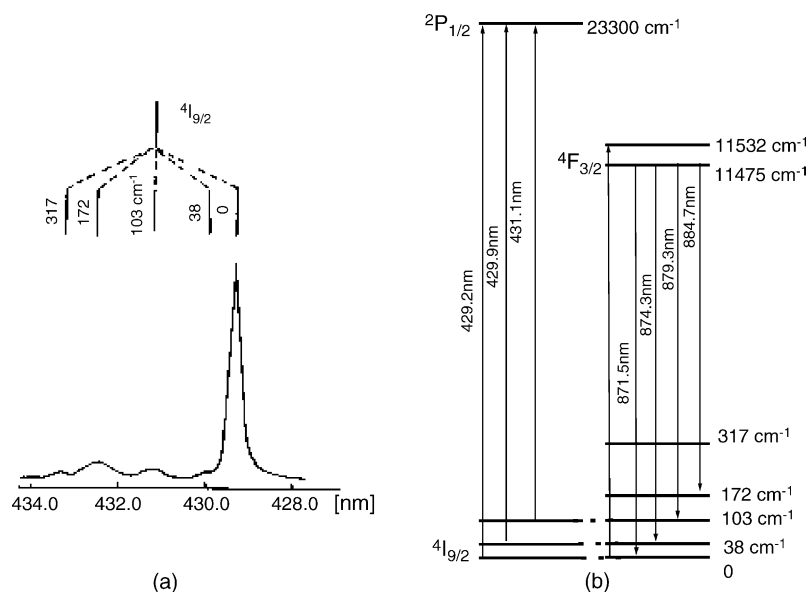 ⁴I₉/₂
317
172
103 cm⁻¹
38
0
434.0
432.0
430.0
428.0
[nm]
(a)
²P₁/₂
23300 cm⁻¹
11532 cm⁻¹
⁴F₃/₂
11475 cm⁻¹
429.2nm
429.9nm
431.1nm
871.5nm
874.3nm
879.3nm
884.7nm
317 cm⁻¹
172 cm⁻¹
103 cm⁻¹
⁴I₉/₂
38 cm⁻¹
0
(b)